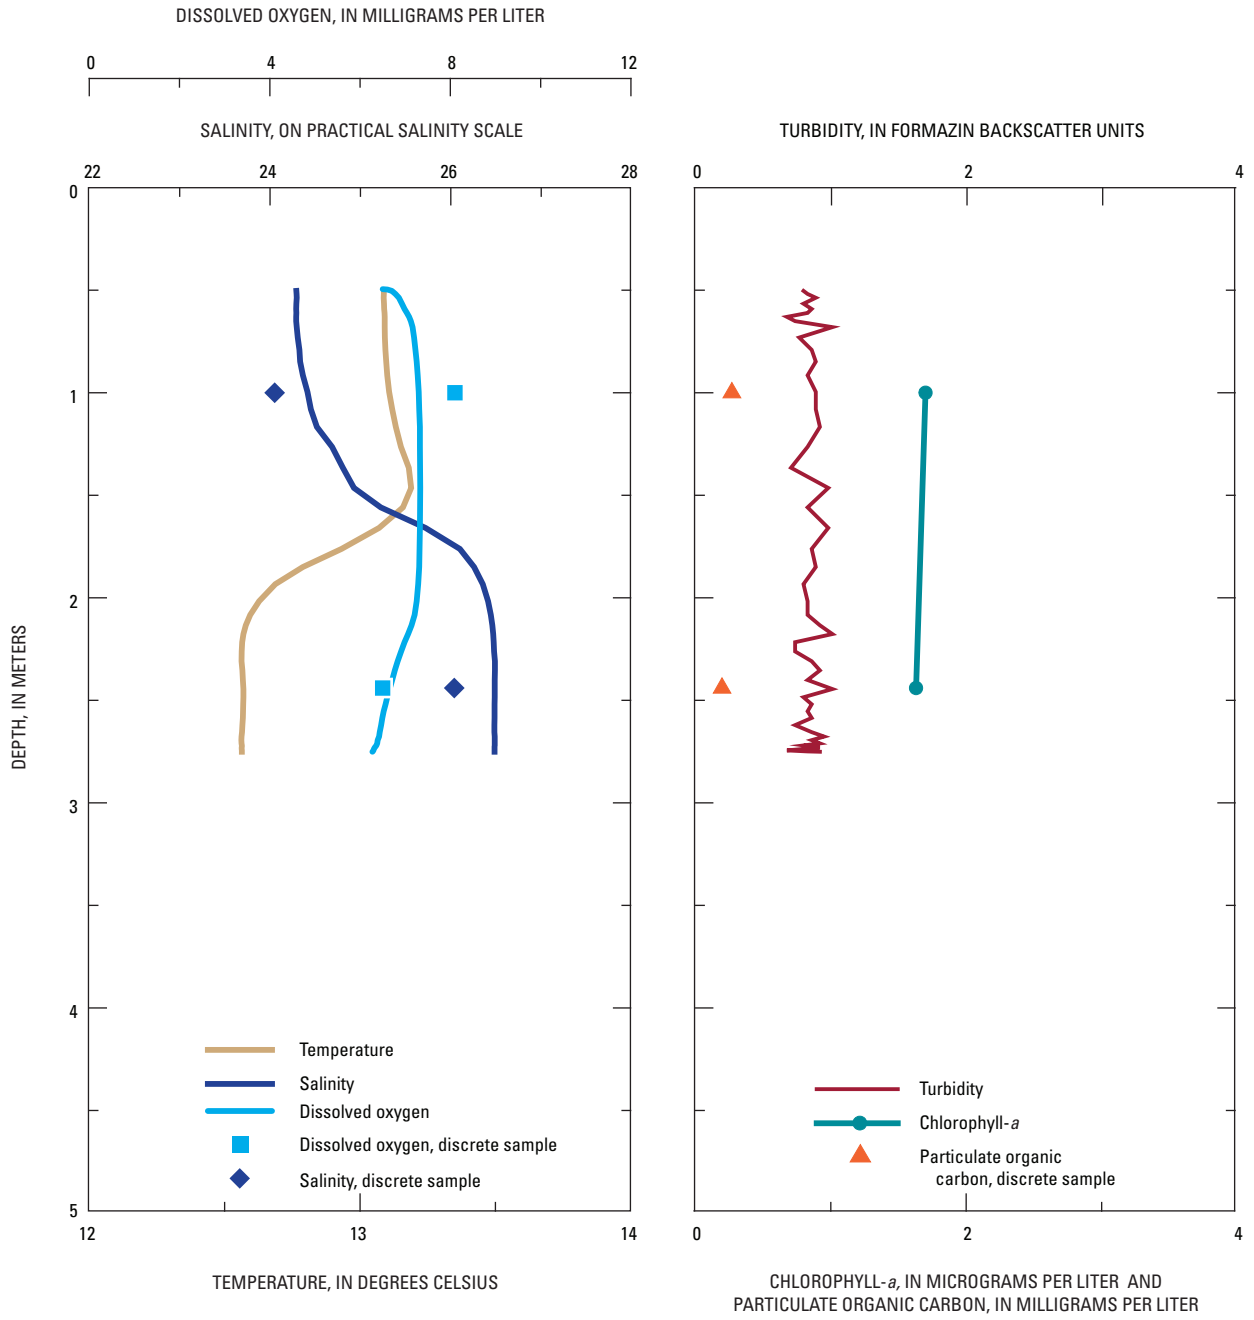 DISSOLVED OXYGEN, IN MILLIGRAMS PER LITER
0 4 8 12
SALINITY, ON PRACTICAL SALINITY SCALE
22 24 26 28
TURBIDITY, IN FORMAZIN BACKSCATTER UNITS
0 2 4
DEPTH, IN METERS
0
1
2
3
4
5
Temperature
Salinity
Dissolved oxygen
Dissolved oxygen, discrete sample
Salinity, discrete sample
Turbidity
Chlorophyll-a
Particulate organic
carbon, discrete sample
12 13 14
TEMPERATURE, IN DEGREES CELSIUS
0 2 4
CHLOROPHYLL-a, IN MICROGRAMS PER LITER AND
PARTICULATE ORGANIC CARBON, IN MILLIGRAMS PER LITER